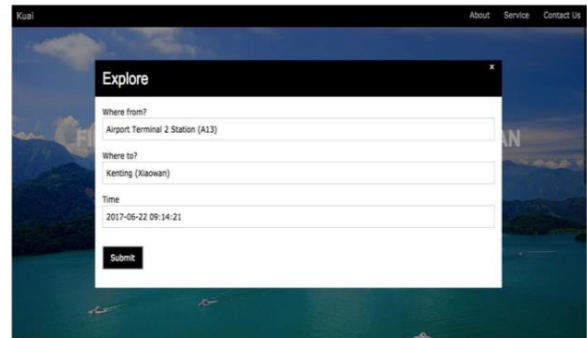 Kuai
About Service Contact Us
Explore
x
Where from?
Airport Terminal 2 Station (A13)
Where to?
Kenting (Xiaowan)
Time
2017-06-22 09:14:21
Submit